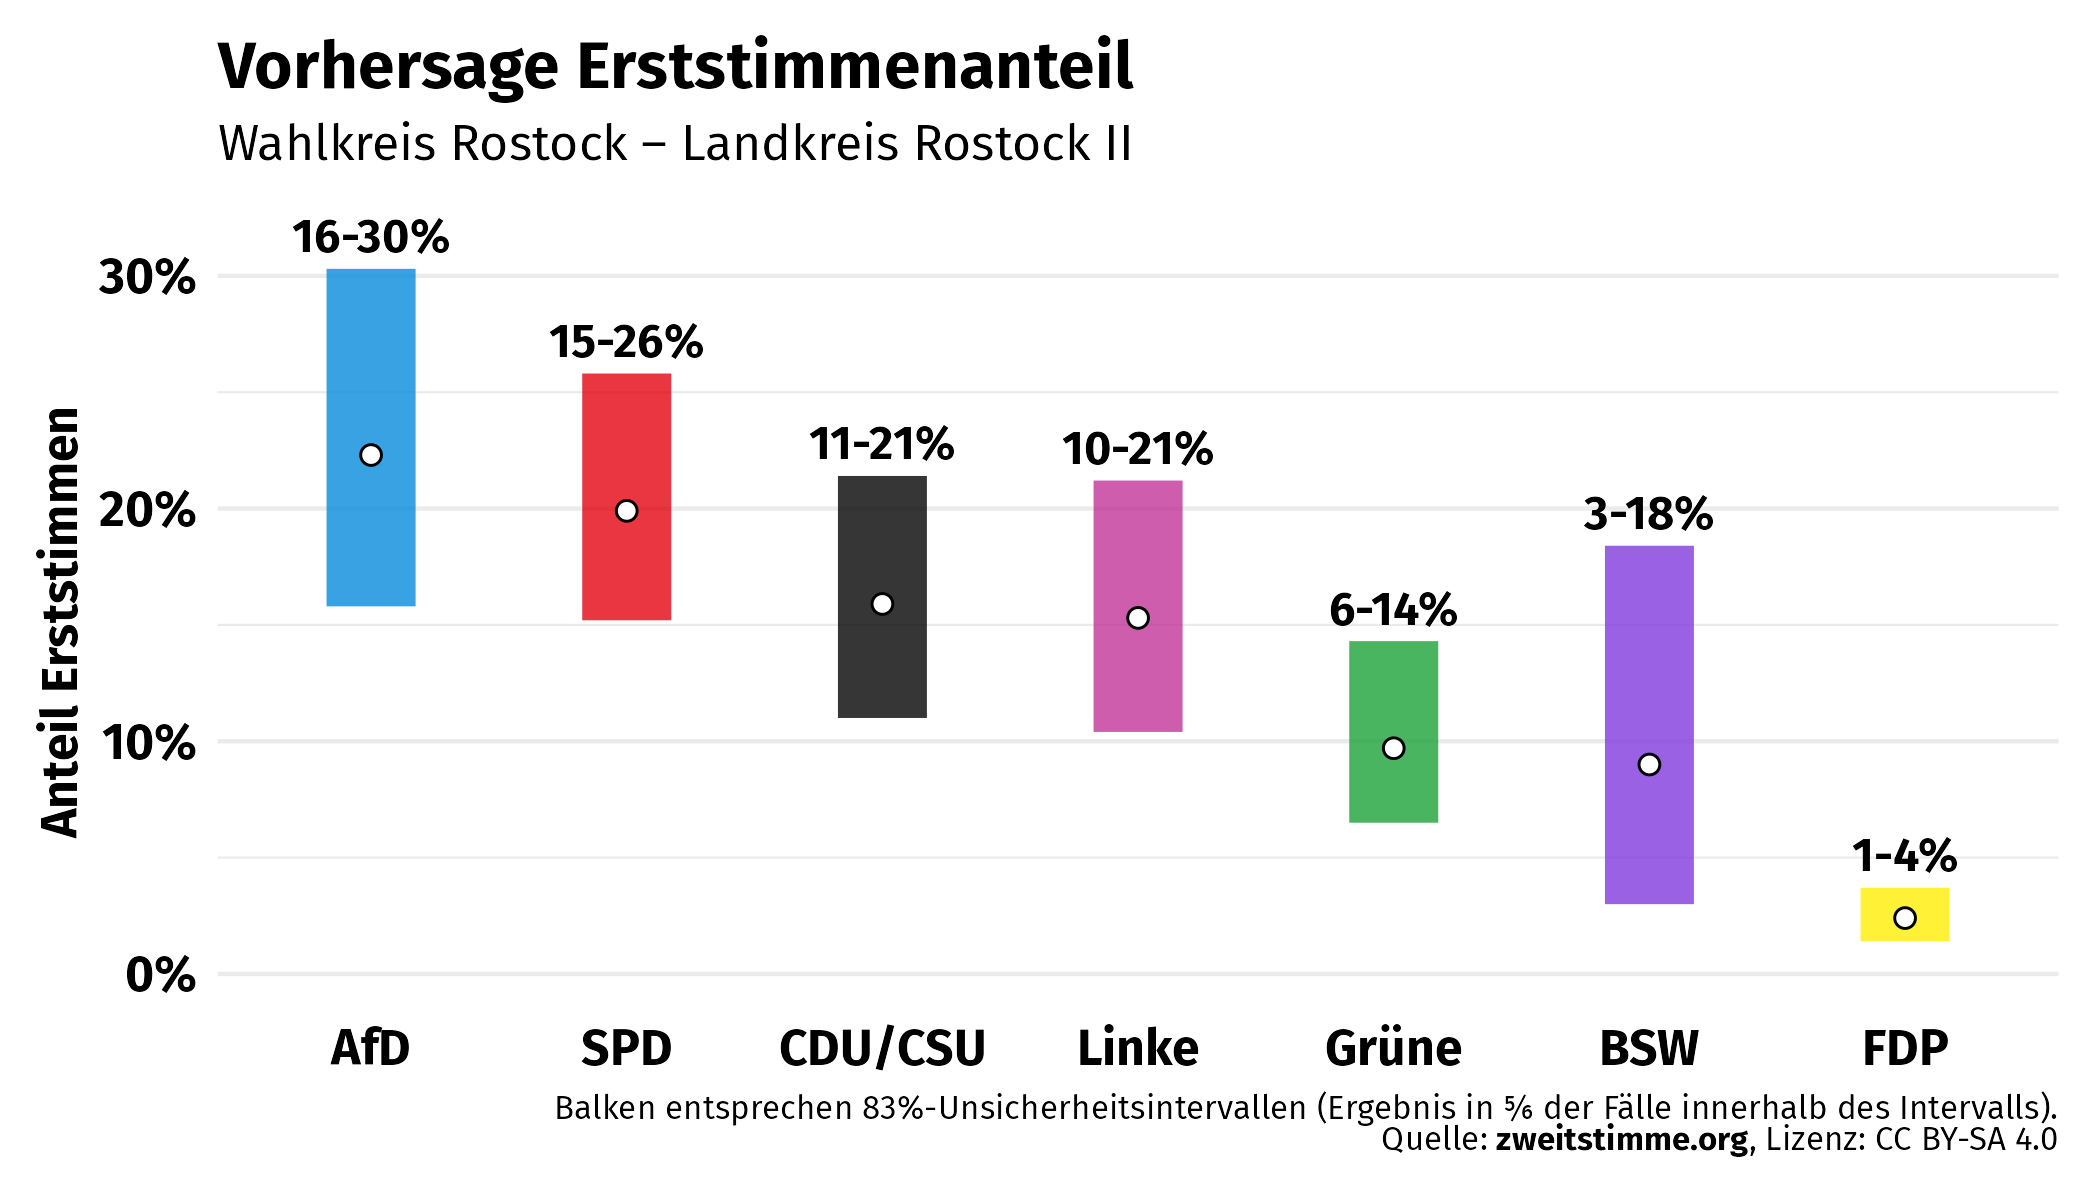 Vorhersage Erststimmenanteil
Wahlkreis Rostock – Landkreis Rostock II
Anteil Erststimmen
30%
20%
10%
0%
16-30%
15-26%
11-21%
10-21%
6-14%
3-18%
1-4%
AfD
SPD
CDU/CSU
Linke
Grüne
BSW
FDP
Balken entsprechen 83%-Unsicherheitsintervallen (Ergebnis in ⅚ der Fälle innerhalb des Intervalls).
Quelle: zweitstimme.org, Lizenz: CC BY-SA 4.0